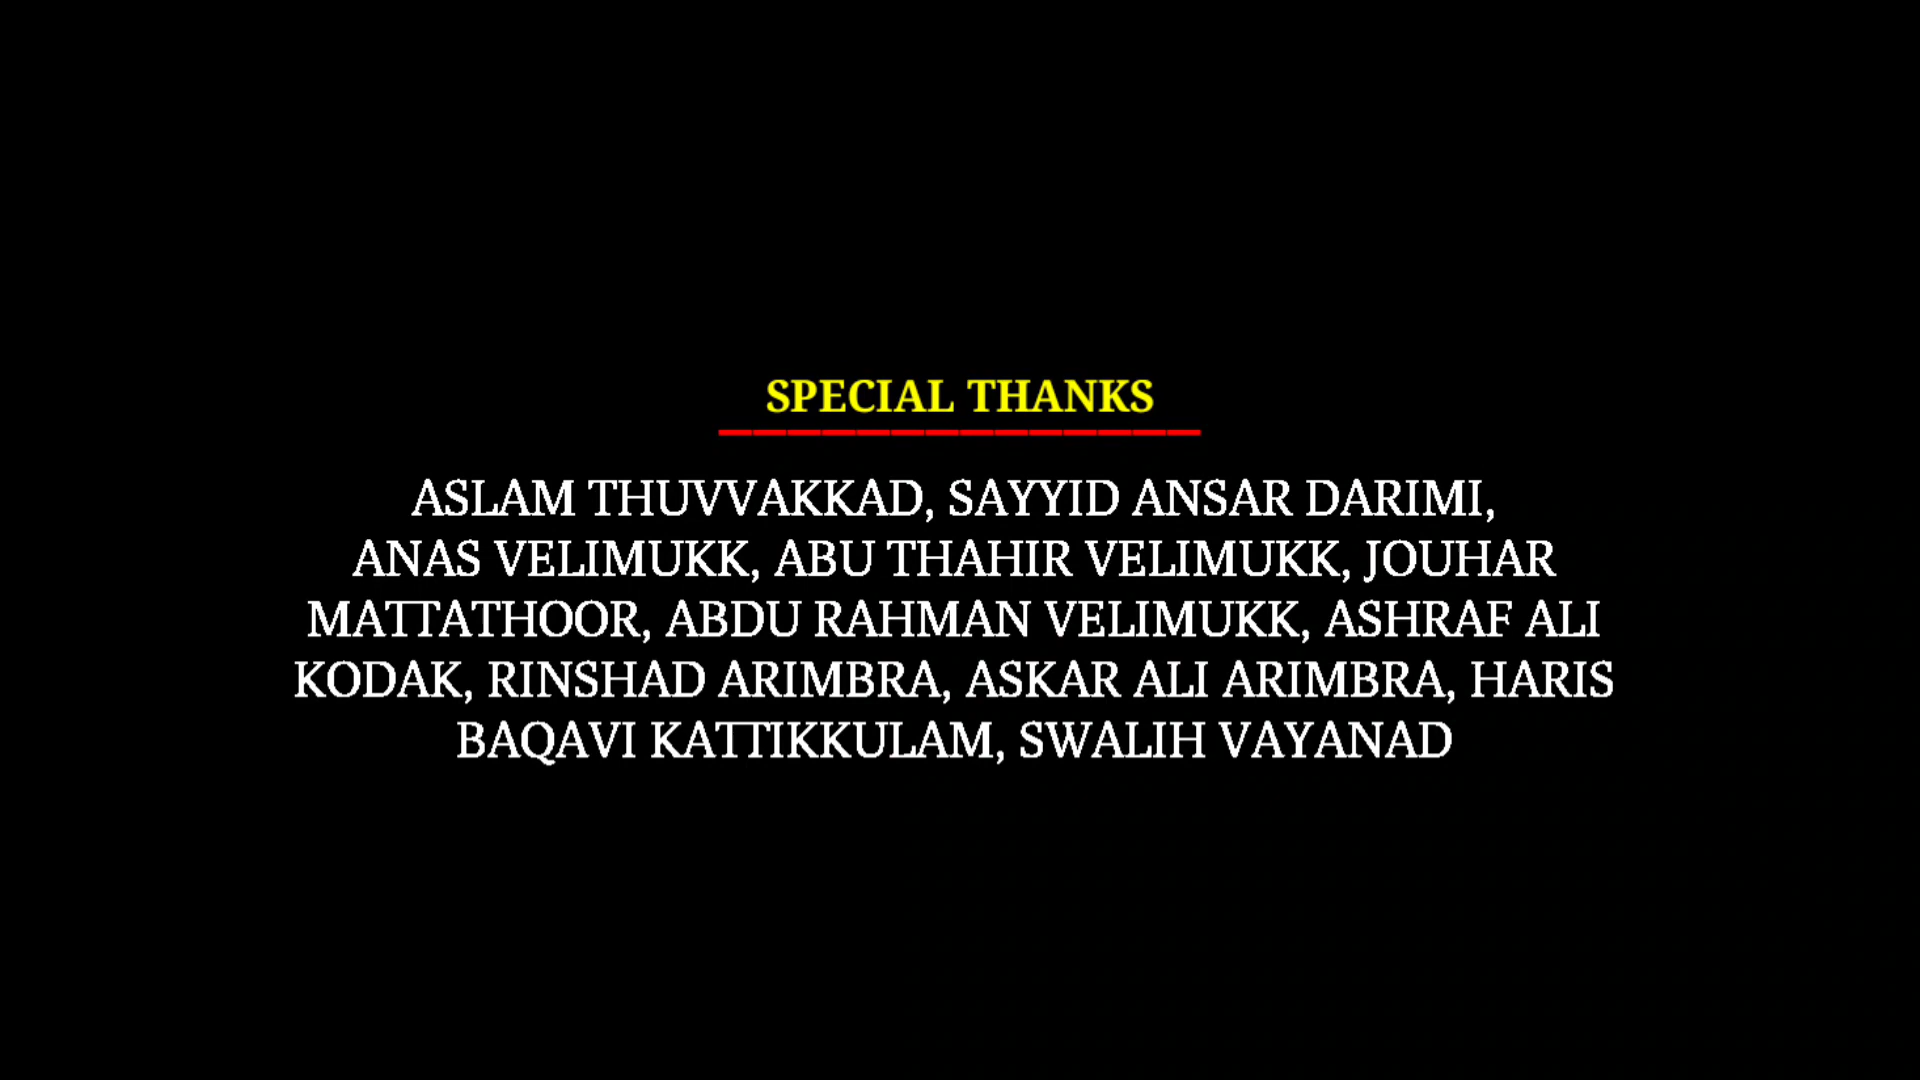 SPECIAL THANKS
ASLAM THUVVAKKAD, SAYYID ANSAR DARIMI,
ANAS VELIMUKK, ABU THAHIR VELIMUKK, JOUHAR
MATTATHOOR, ABDU RAHMAN VELIMUKK, ASHRAF ALI
KODAK, RINSHAD ARIMBRA, ASKAR ALI ARIMBRA, HARIS
BAQAVI KATTIKKULAM, SWALIH VAYANAD